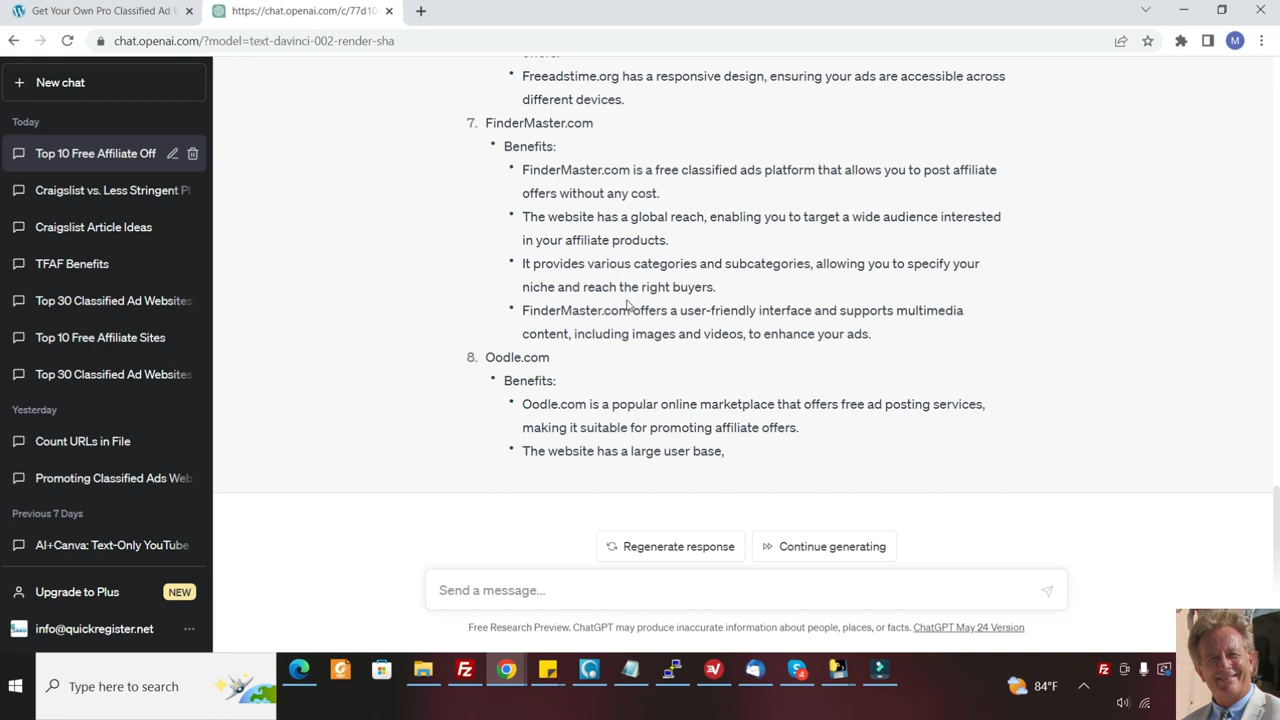 Get Your Own Pro Classified Ad V
https://chat.openai.com/c/77d10
chat.openai.com/?model=text-davinci-002-render-sha
M
New chat
Today
Top 10 Free Affiliate Off
Craigslist vs. Less Stringent Pl
Craiglist Article Ideas
TFAF Benefits
Top 30 Classified Ad Websites
Top 10 Free Affiliate Sites
Top 30 Classified Ad Websites
Yesterday
Count URLs in File
Promoting Classified Ads Web
Previous 7 Days
AI+Canva: Text-Only YouTube
Upgrade to Plus
NEW
info@quickregister.net
• Freeadstime.org has a responsive design, ensuring your ads are accessible across
different devices.
7. FinderMaster.com
• Benefits:
• FinderMaster.com is a free classified ads platform that allows you to post affiliate
offers without any cost.
• The website has a global reach, enabling you to target a wide audience interested
in your affiliate products.
• It provides various categories and subcategories, allowing you to specify your
niche and reach the right buyers.
• FinderMaster.com offers a user-friendly interface and supports multimedia
content, including images and videos, to enhance your ads.
8. Oodle.com
• Benefits:
• Oodle.com is a popular online marketplace that offers free ad posting services,
making it suitable for promoting affiliate offers.
• The website has a large user base,
Regenerate response
Continue generating
Send a message...
Free Research Preview. ChatGPT may produce inaccurate information about people, places, or facts. ChatGPT May 24 Version
Type here to search
84°F